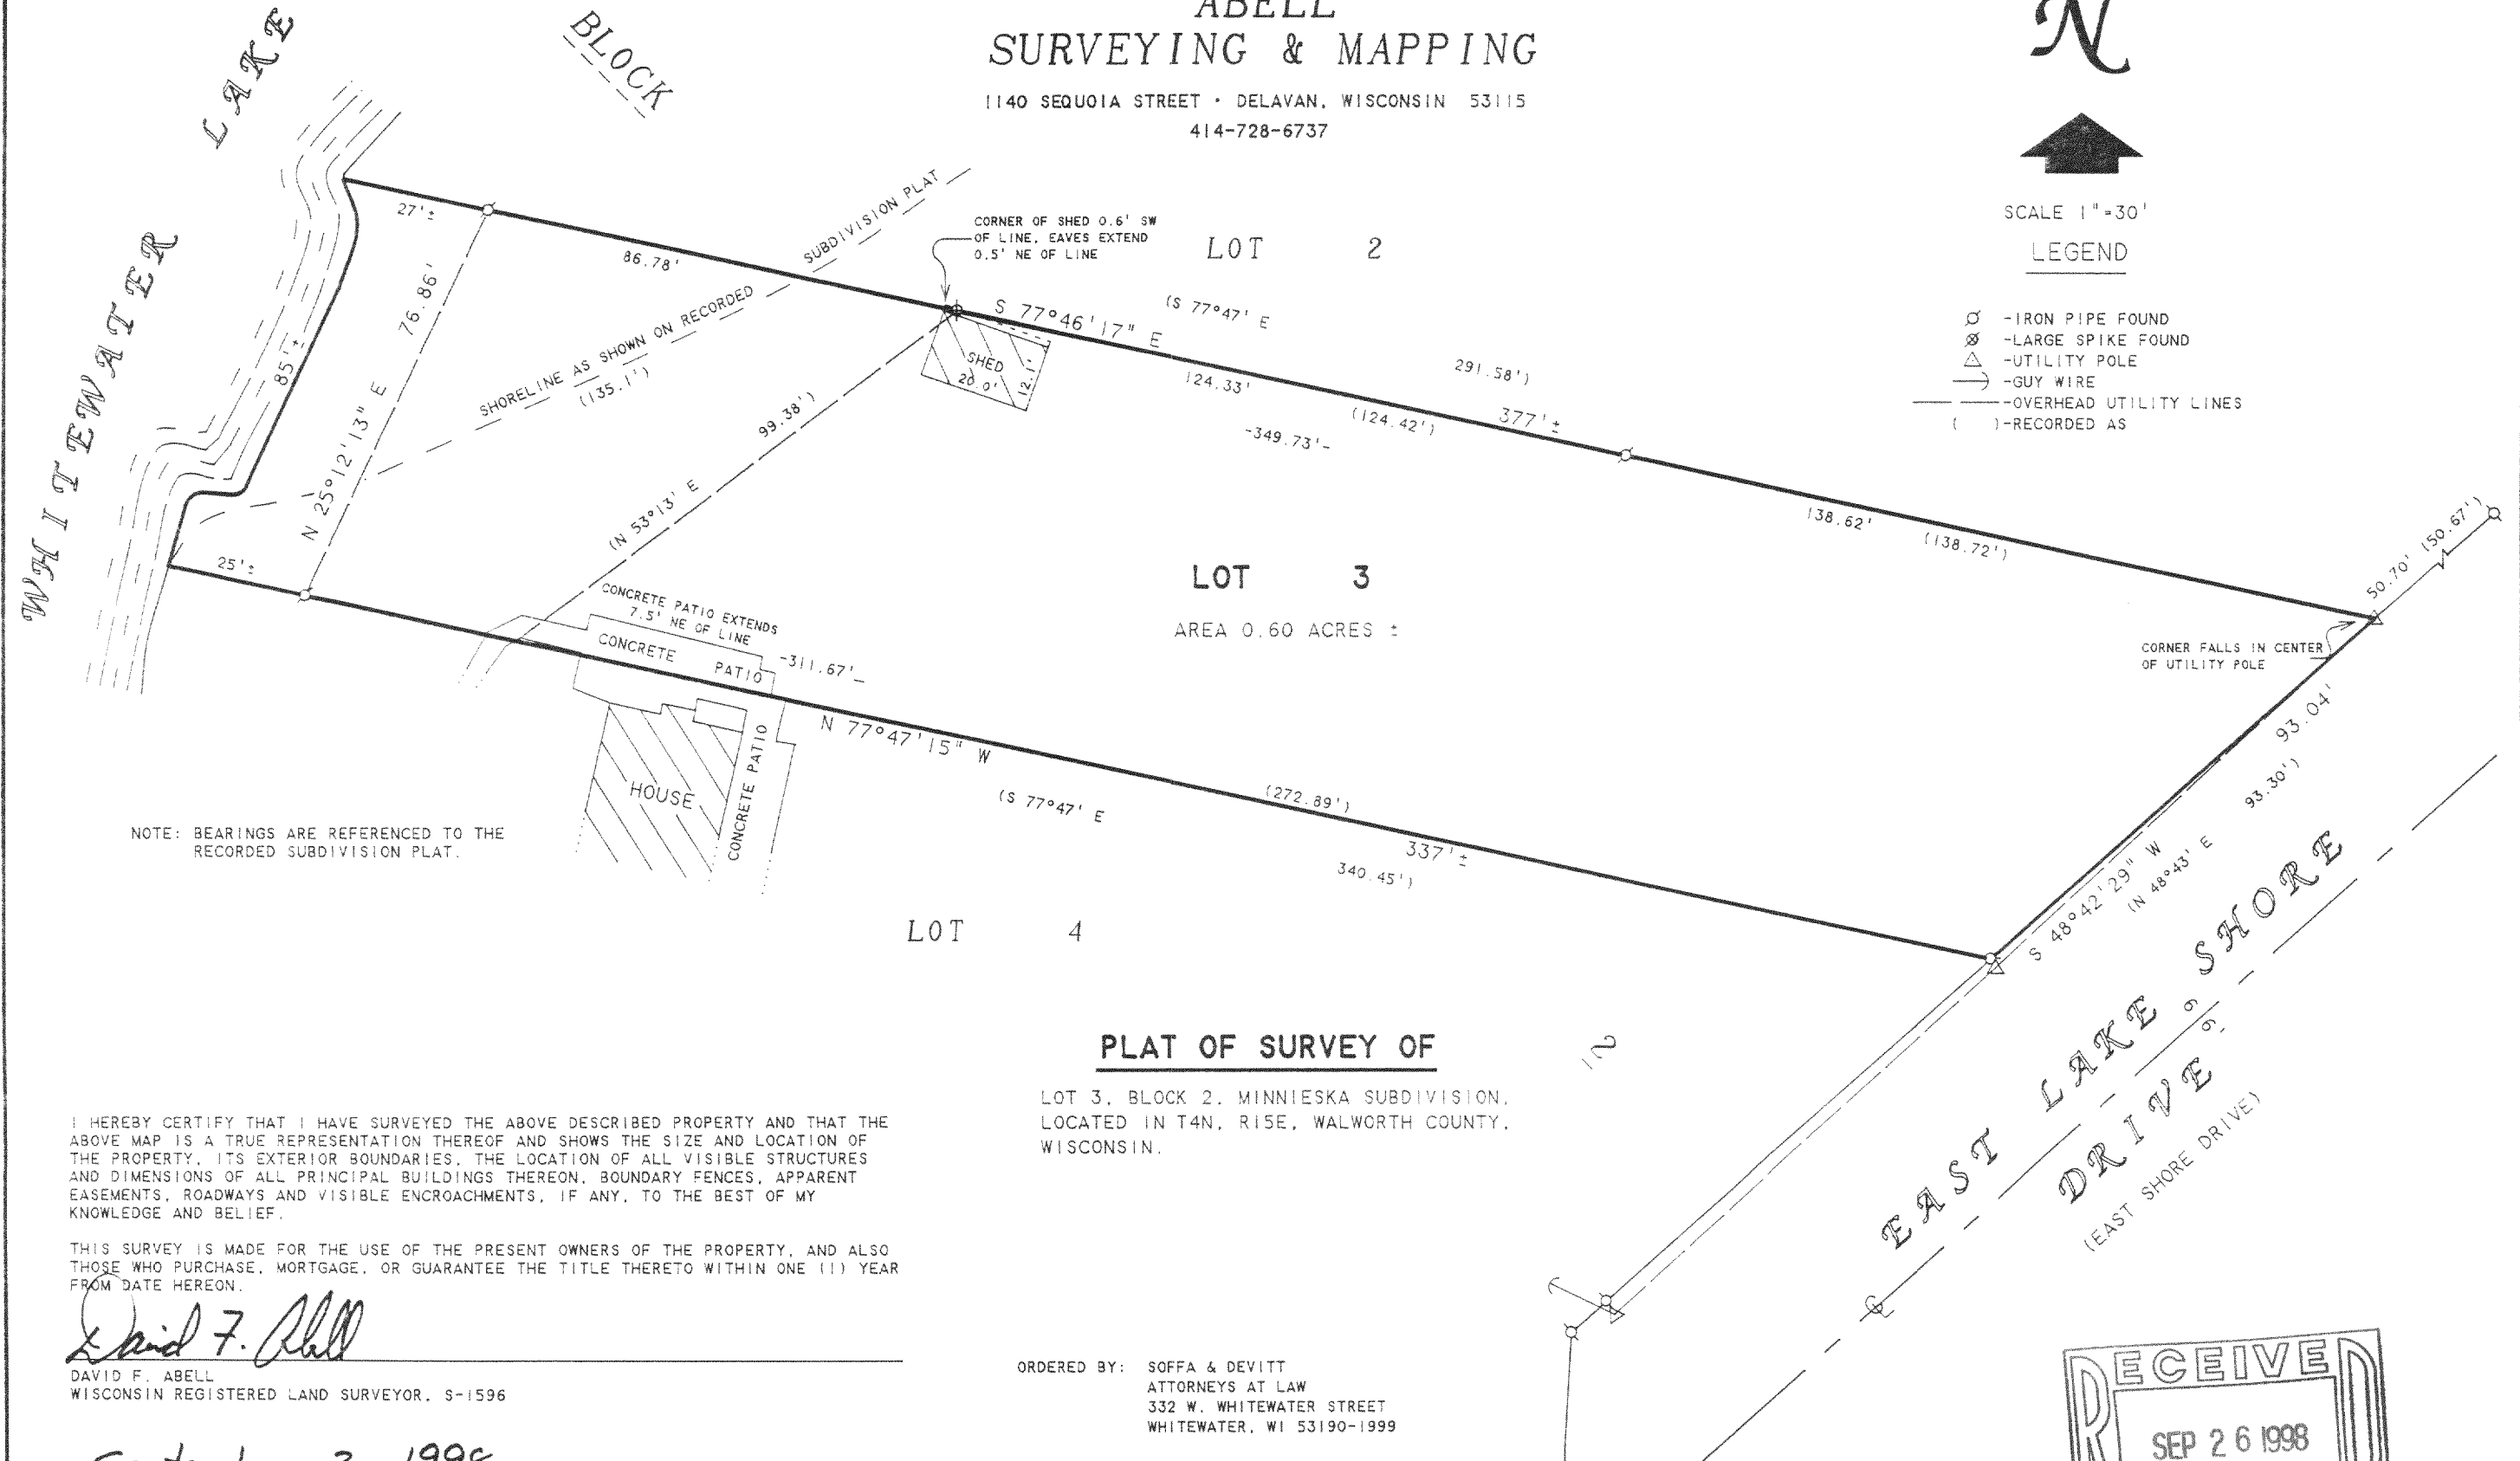 ABELL
SURVEYING & MAPPING
1140 SEQUOIA STREET • DELAVAN, WISCONSIN 53115
414-728-6737
N
SCALE 1"=30'
LEGEND
-IRON PIPE FOUND
-LARGE SPIKE FOUND
-UTILITY POLE
-GUY WIRE
-OVERHEAD UTILITY LINES
( )-RECORDED AS
WHITEWATER LAKE
BLOCK
2
27'±
86.78'
76.86'
N 25°12'13" E
85'±
25'±
SHORELINE AS SHOWN ON RECORDED SUBDIVISION PLAT
(135.1')
99.38')
(N 53°13' E
CORNER OF SHED 0.6' SW
OF LINE, EAVES EXTEND
0.5' NE OF LINE
LOT 2
S 77°46'17" E
(S 77°47' E
291.58')
SHED
20.0'
12.1'
124.33'
(124.42')
377'±
-349.73'-
138.62'
(138.72')
50.70' (50.67')
CORNER FALLS IN CENTER
OF UTILITY POLE
LOT 3
AREA 0.60 ACRES ±
CONCRETE PATIO EXTENDS
7.5' NE OF LINE
CONCRETE PATIO
-311.67'-
N 77°47'15" W
(S 77°47' E
(272.89')
337'±
340.45')
HOUSE
CONCRETE PATIO
93.04'
93.30')
S 48°42'29" W
(N 48°43' E
NOTE: BEARINGS ARE REFERENCED TO THE
RECORDED SUBDIVISION PLAT.
LOT 4
EAST LAKE SHORE
DRIVE
66'
(EAST SHORE DRIVE)
PLAT OF SURVEY OF
LOT 3, BLOCK 2, MINNIESKA SUBDIVISION,
LOCATED IN T4N, R15E, WALWORTH COUNTY,
WISCONSIN.
I HEREBY CERTIFY THAT I HAVE SURVEYED THE ABOVE DESCRIBED PROPERTY AND THAT THE
ABOVE MAP IS A TRUE REPRESENTATION THEREOF AND SHOWS THE SIZE AND LOCATION OF
THE PROPERTY, ITS EXTERIOR BOUNDARIES, THE LOCATION OF ALL VISIBLE STRUCTURES
AND DIMENSIONS OF ALL PRINCIPAL BUILDINGS THEREON, BOUNDARY FENCES, APPARENT
EASEMENTS, ROADWAYS AND VISIBLE ENCROACHMENTS, IF ANY, TO THE BEST OF MY
KNOWLEDGE AND BELIEF.
THIS SURVEY IS MADE FOR THE USE OF THE PRESENT OWNERS OF THE PROPERTY, AND ALSO
THOSE WHO PURCHASE, MORTGAGE, OR GUARANTEE THE TITLE THERETO WITHIN ONE (1) YEAR
FROM DATE HEREON.
David F. Abell
DAVID F. ABELL
WISCONSIN REGISTERED LAND SURVEYOR, S-1596
ORDERED BY: SOFFA & DEVITT
ATTORNEYS AT LAW
332 W. WHITEWATER STREET
WHITEWATER, WI 53190-1999
RECEIVED
SEP 26 1998